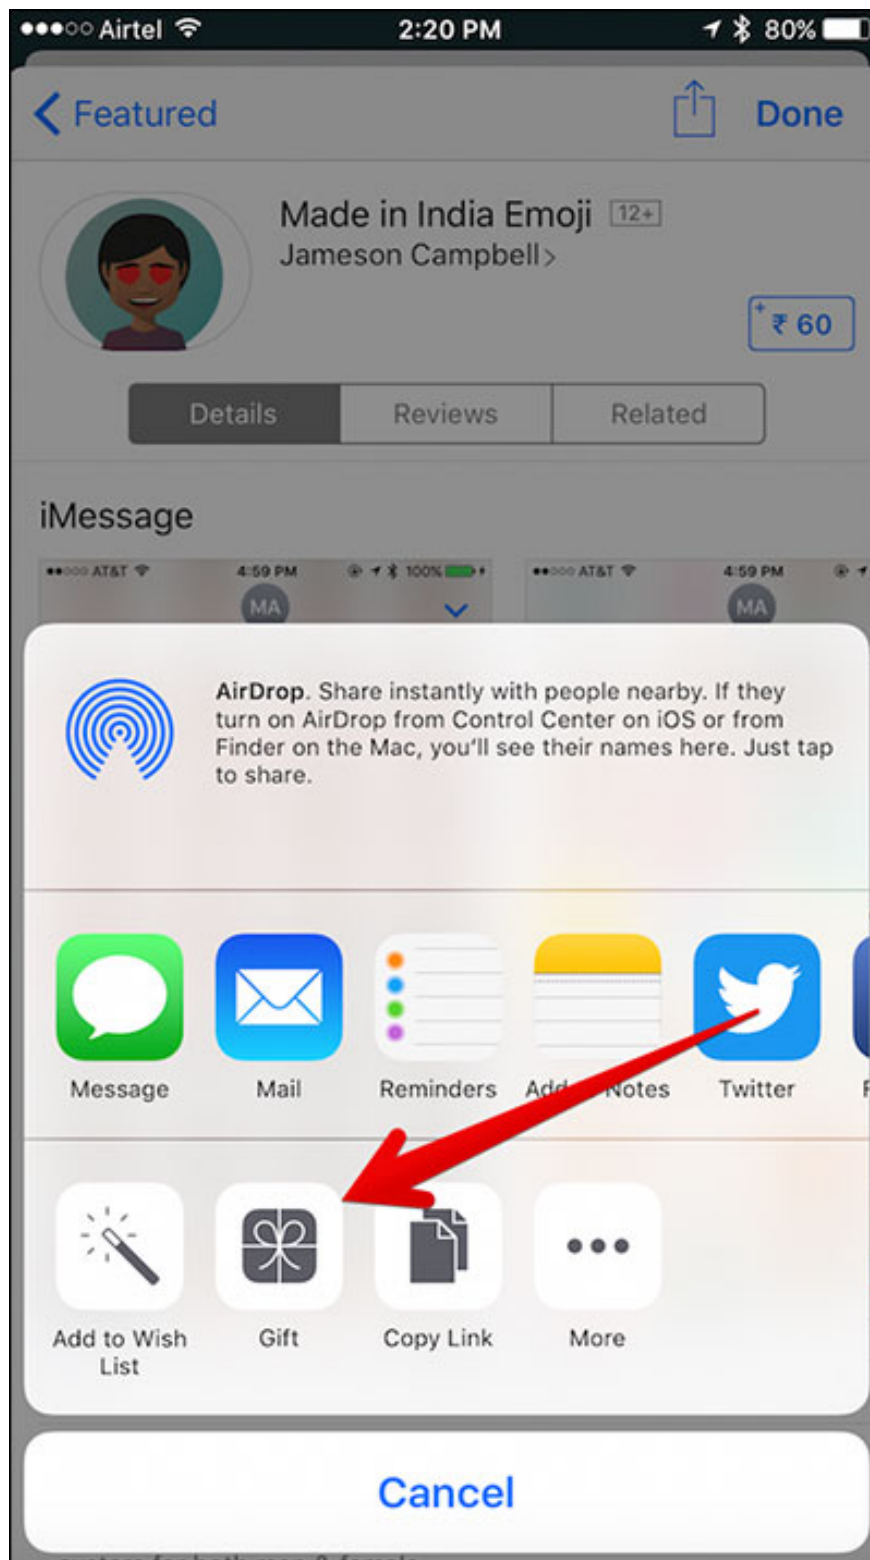 Airtel 2:20 PM 80%
Featured Done
Made in India Emoji 12+
Jameson Campbell>
+ ₹ 60
Details Reviews Related
iMessage
AT&T 4:59 PM 100% AT&T 4:59 PM
MA MA
AirDrop. Share instantly with people nearby. If they
turn on AirDrop from Control Center on iOS or from
Finder on the Mac, you'll see their names here. Just tap
to share.
Message Mail Reminders Notes Twitter
Add to Wish Gift Copy Link More
List
Cancel